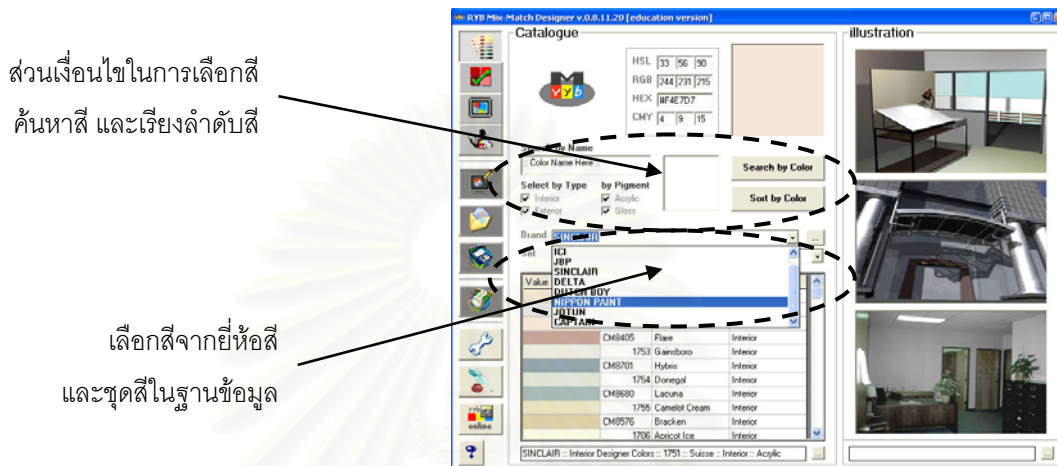 RYB Mix-Match Designer v.0.8.11.20 [education version]
ส่วนเงื่อนไขในการเลือกสี
ค้นหาสี และเรียงลำดับสี
เลือกสีจากยี่ห้อสี
และชุดสีในฐานข้อมูล
Catalogue
HSL 33 56 90
RGB 244 231 215
HEX #F4E7D7
CMY 4 9 15
ryb
Search by Name
:: Color Name Here ::
Search by Color
Select by Type by Pigment
Interior Acrylic
Sort by Color
Exterior Gloss
Brand SINCLAIR
Set
ICI
JBP
SINCLAIR
Value DELTA
DUTCH BOY
NIPPON PAINT
JOTUN
CAPTAIN
CM8405 Flare Interior
1753 Gainsboro Interior
CM8701 Hybris Interior
1754 Donegal Interior
CM8680 Lacuna Interior
1755 Camelot Cream Interior
CM8576 Bracken Interior
1706 Apricot Ice Interior
SINCLAIR :: Interior Designer Colors :: 1751 :: Suisse :: Interior :: Acrylic
online
illustration